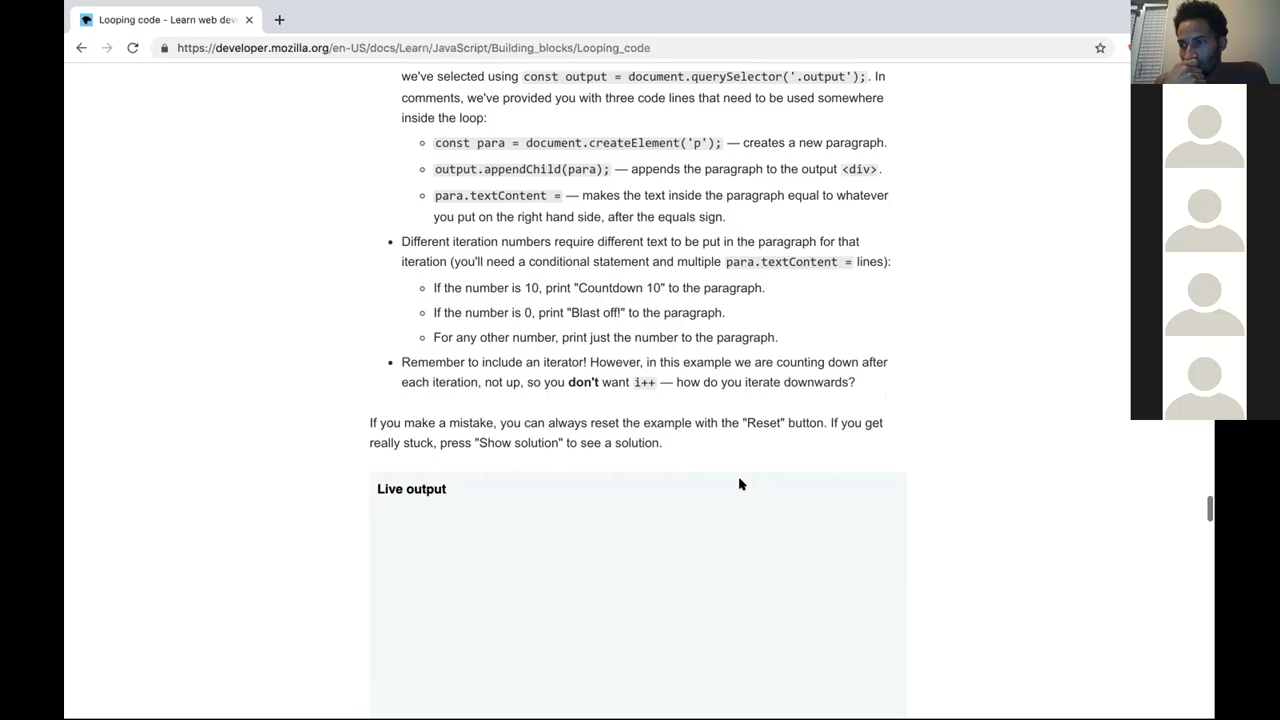 Looping code - Learn web dev
https://developer.mozilla.org/en-US/docs/Learn/JavaScript/Building_blocks/Looping_code
we've selected using const output = document.querySelector('.output');. In
comments, we've provided you with three code lines that need to be used somewhere
inside the loop:
const para = document.createElement('p'); — creates a new paragraph.
output.appendChild(para); — appends the paragraph to the output <div>.
para.textContent = — makes the text inside the paragraph equal to whatever
you put on the right hand side, after the equals sign.
Different iteration numbers require different text to be put in the paragraph for that
iteration (you'll need a conditional statement and multiple para.textContent = lines):
If the number is 10, print "Countdown 10" to the paragraph.
If the number is 0, print "Blast off!" to the paragraph.
For any other number, print just the number to the paragraph.
Remember to include an iterator! However, in this example we are counting down after
each iteration, not up, so you don't want i++ — how do you iterate downwards?
If you make a mistake, you can always reset the example with the "Reset" button. If you get
really stuck, press "Show solution" to see a solution.
Live output